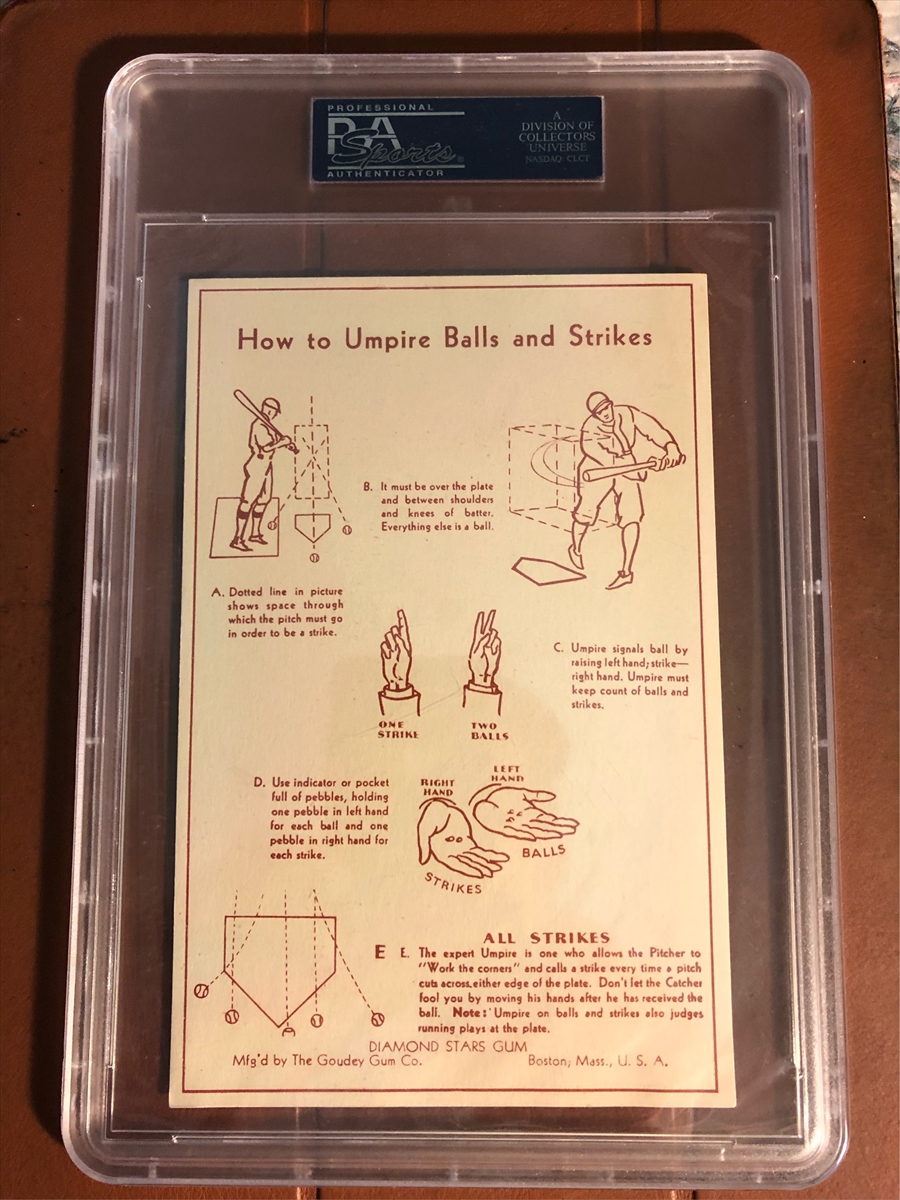 PROFESSIONAL
PSA
Sports
AUTHENTICATOR
A
DIVISION OF
COLLECTORS
UNIVERSE
NASDAQ: CLCT
How to Umpire Balls and Strikes
B. It must be over the plate
and between shoulders
and knees of batter.
Everything else is a ball.
A. Dotted line in picture
shows space through
which the pitch must go
in order to be a strike.
C. Umpire signals ball by
raising left hand; strike—
right hand. Umpire must
keep count of balls and
strikes.
ONE
STRIKE
TWO
BALLS
D. Use indicator or pocket
full of pebbles, holding
one pebble in left hand
for each ball and one
pebble in right hand for
each strike.
RIGHT
HAND
LEFT
HAND
STRIKES
BALLS
ALL STRIKES
E E. The expert Umpire is one who allows the Pitcher to
"Work the corners" and calls a strike every time a pitch
cuts across either edge of the plate. Don't let the Catcher
fool you by moving his hands after he has received the
ball. Note: Umpire on balls and strikes also judges
running plays at the plate.
DIAMOND STARS GUM
Mfg'd by The Goudey Gum Co. Boston, Mass., U. S. A.